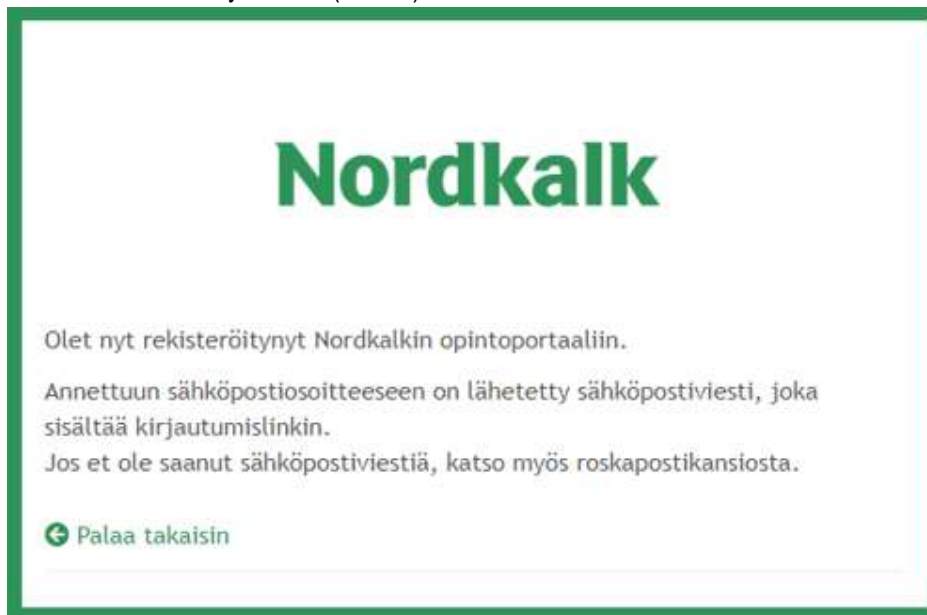 Nordkalk
Olet nyt rekisteröitynyt Nordkalkin opintoportaaliin.
Annettuun sähköpostiosoitteeseen on lähetetty sähköpostiviesti, joka
sisältää kirjautumislinkin.
Jos et ole saanut sähköpostiviestiä, katso myös roskapostikansiosta.
Palaa takaisin